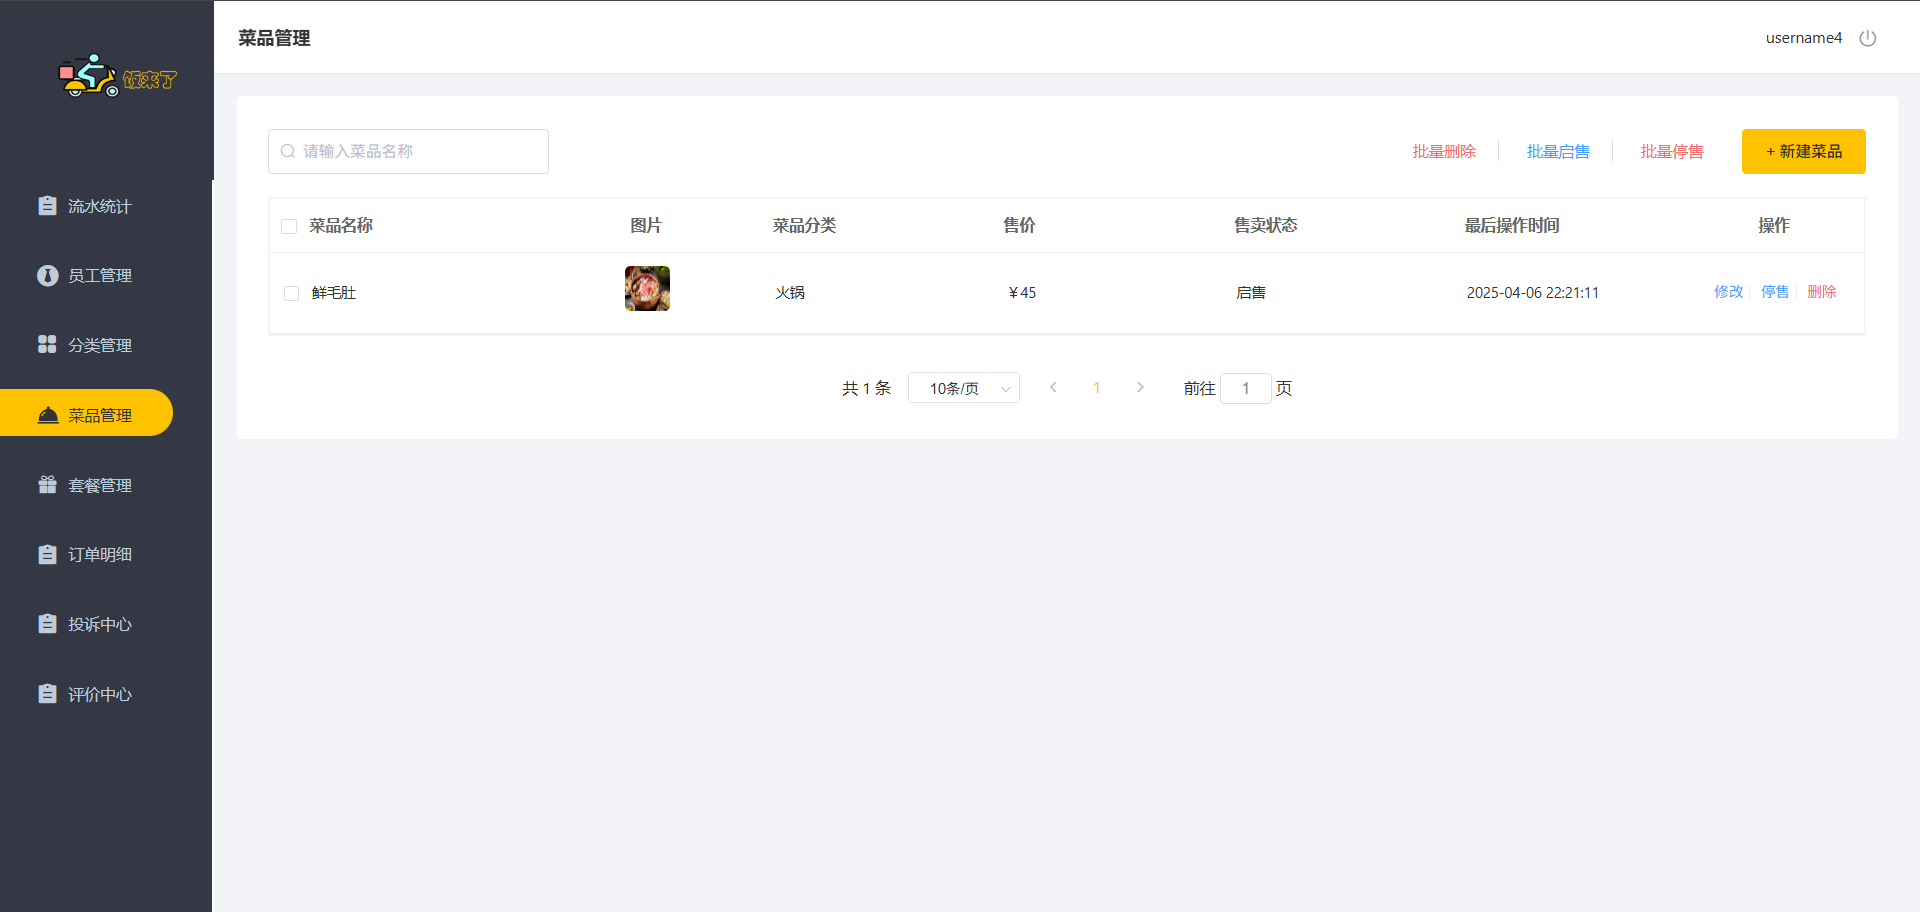 饭来了
菜品管理
username4
流水统计
员工管理
分类管理
菜品管理
套餐管理
订单明细
投诉中心
评价中心
请输入菜品名称
批量删除 批量启售 批量停售 + 新建菜品
菜品名称 图片 菜品分类 售价 售卖状态 最后操作时间 操作
鲜毛肚 火锅 ￥45 启售 2025-04-06 22:21:11 修改 停售 删除
共 1 条 10条/页 1 前往 1 页